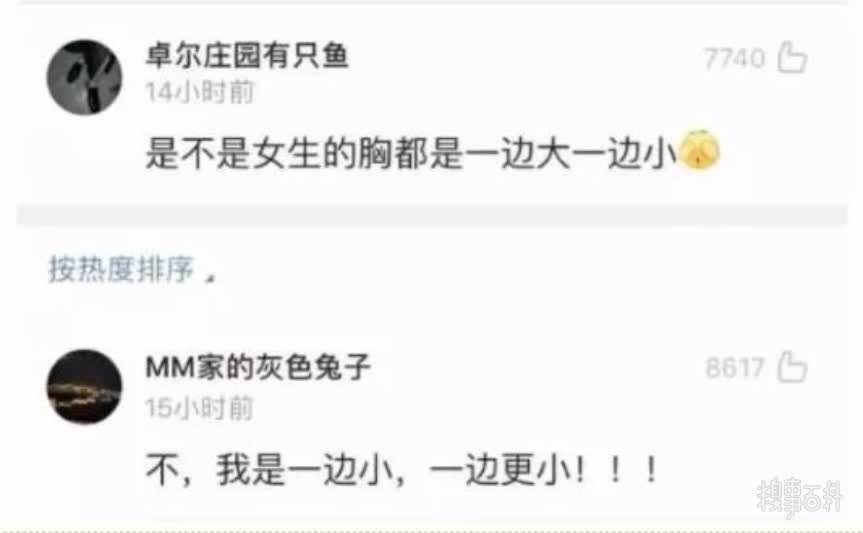 卓尔庄园有只鱼
7740
14小时前
是不是女生的胸都是一边大一边小
按热度排序
MM家的灰色兔子
8617
15小时前
不，我是一边小，一边更小！！！
糗事百科